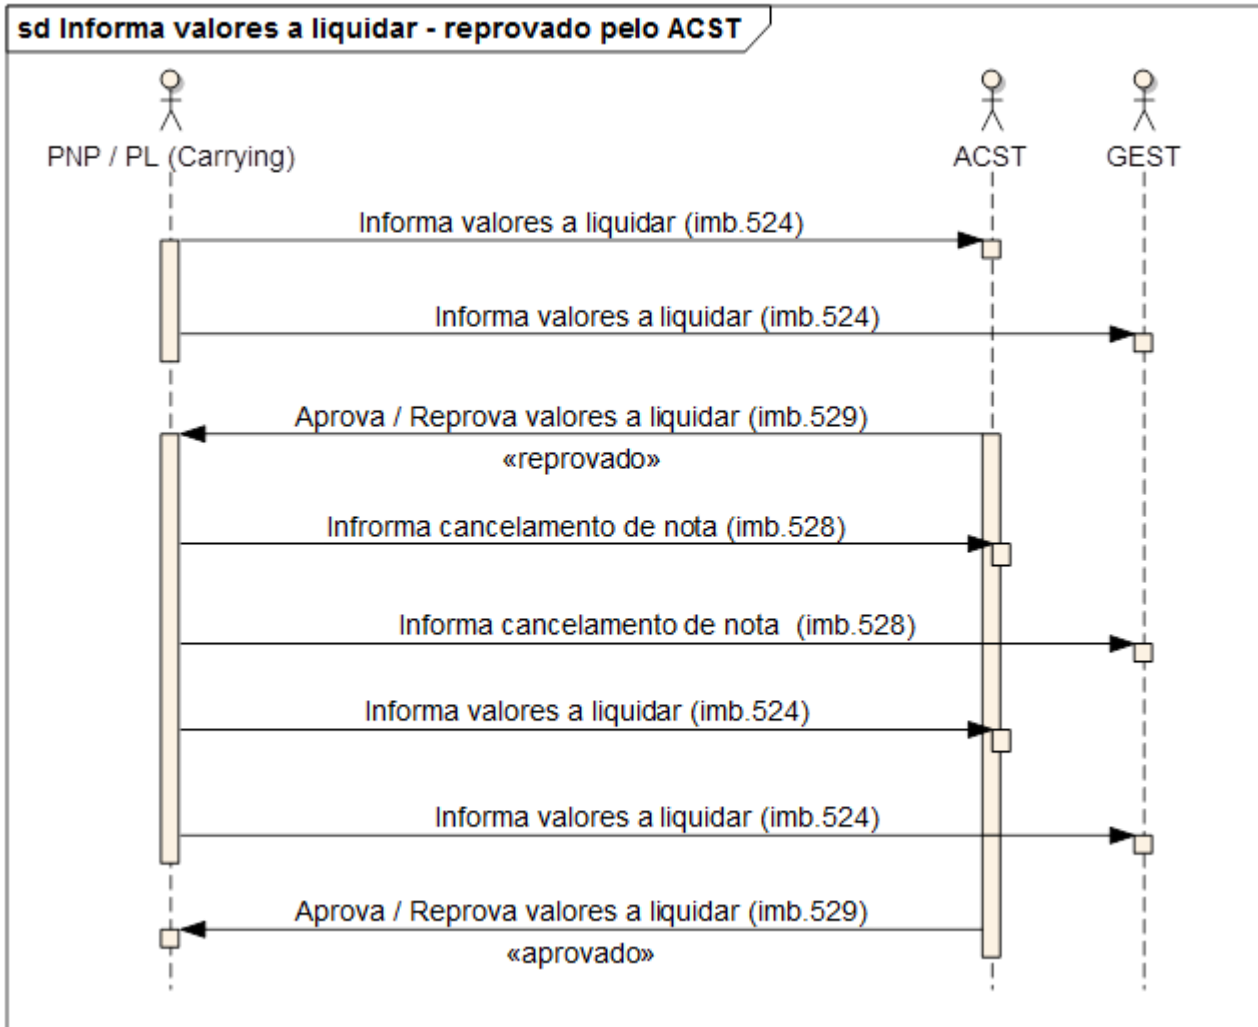 sd Informa valores a liquidar - reprovado pelo ACST
PNP / PL (Carrying)
ACST
GEST
Informa valores a liquidar (imb.524)
Informa valores a liquidar (imb.524)
Aprova / Reprova valores a liquidar (imb.529)
«reprovado»
Infrorma cancelamento de nota (imb.528)
Informa cancelamento de nota (imb.528)
Informa valores a liquidar (imb.524)
Informa valores a liquidar (imb.524)
Aprova / Reprova valores a liquidar (imb.529)
«aprovado»